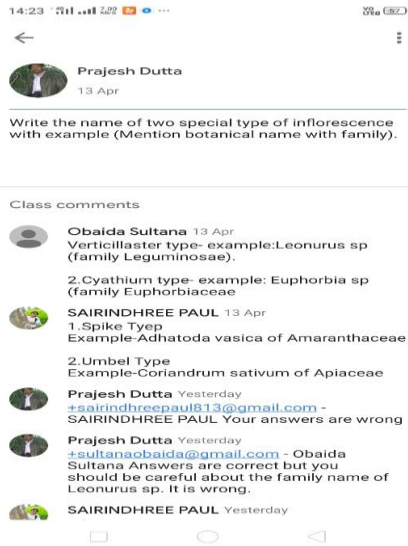 14:23
Prajesh Dutta
13 Apr
Write the name of two special type of inflorescence
with example (Mention botanical name with family).
Class comments
Obaida Sultana 13 Apr
Verticillaster type- example:Leonurus sp
(family Leguminosae).
2.Cyathium type- example: Euphorbia sp
(family Euphorbiaceae
SAIRINDHREE PAUL 13 Apr
1.Spike Tyep
Example-Adhatoda vasica of Amaranthaceae
2.Umbel Type
Example-Coriandrum sativum of Apiaceae
Prajesh Dutta Yesterday
+sairindhreepaul813@gmail.com -
SAIRINDHREE PAUL Your answers are wrong
Prajesh Dutta Yesterday
+sultanaobaida@gmail.com - Obaida
Sultana Answers are correct but you
should be careful about the family name of
Leonurus sp. It is wrong.
SAIRINDHREE PAUL Yesterday